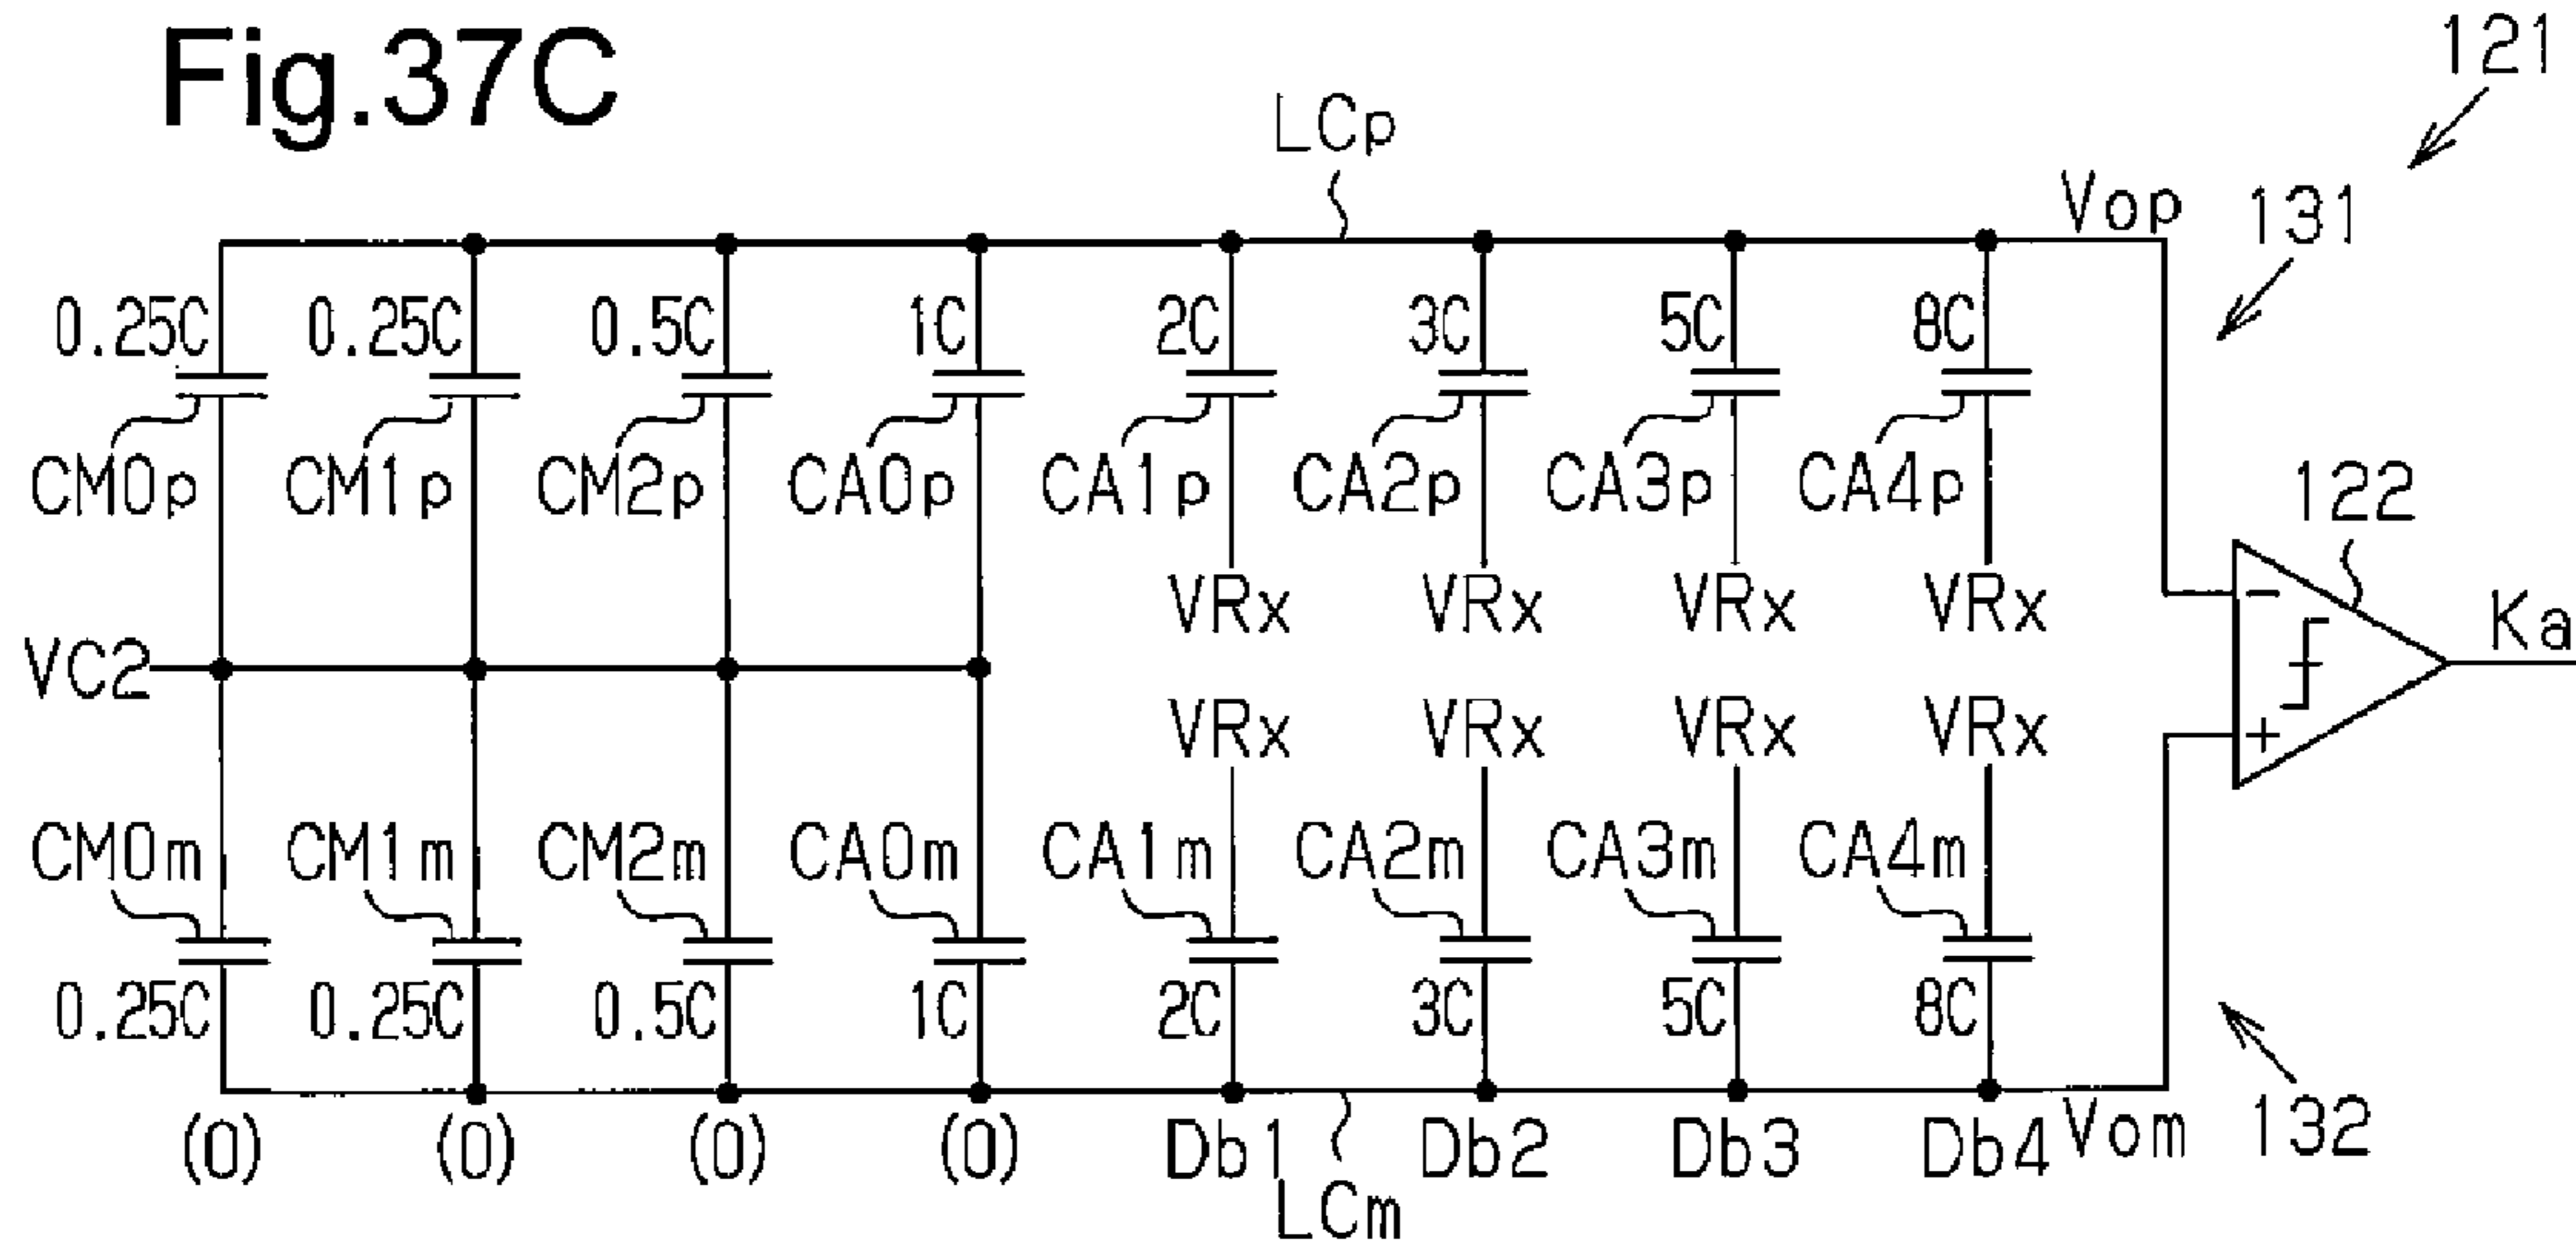 Fig.37C
121
LCp
Vop
131
0.25C 0.25C 0.5C 1C 2C 3C 5C 8C
CM0p CM1p CM2p CA0p CA1p CA2p CA3p CA4p
122
VRx VRx VRx VRx
−
Ka
VC2
VRx VRx VRx VRx
+
CM0m CM1m CM2m CA0m CA1m CA2m CA3m CA4m
0.25C 0.25C 0.5C 1C 2C 3C 5C 8C
(0) (0) (0) (0) Db1 Db2 Db3 Db4 Vom 132
LCm